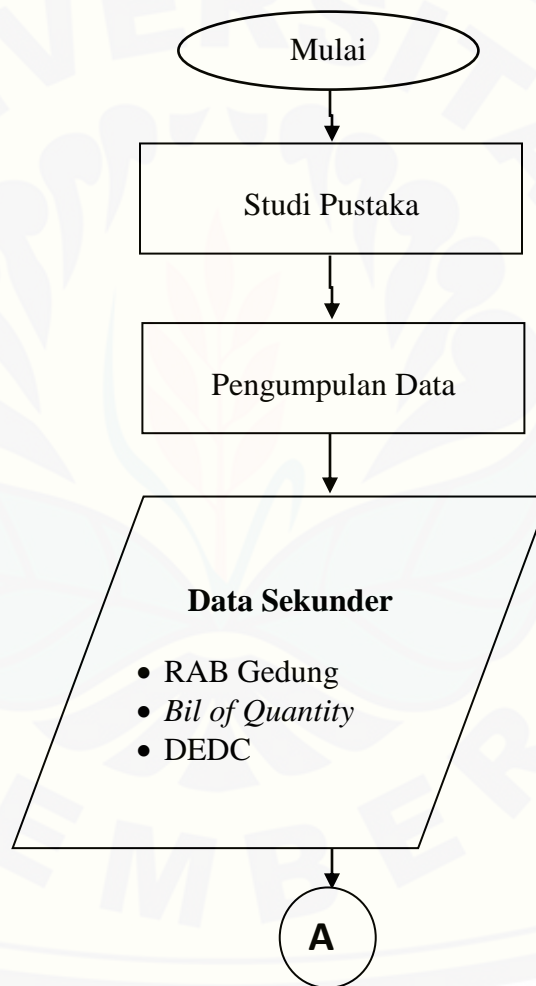 Mulai
Studi Pustaka
Pengumpulan Data
Data Sekunder
• RAB Gedung
• Bil of Quantity
• DEDC
A